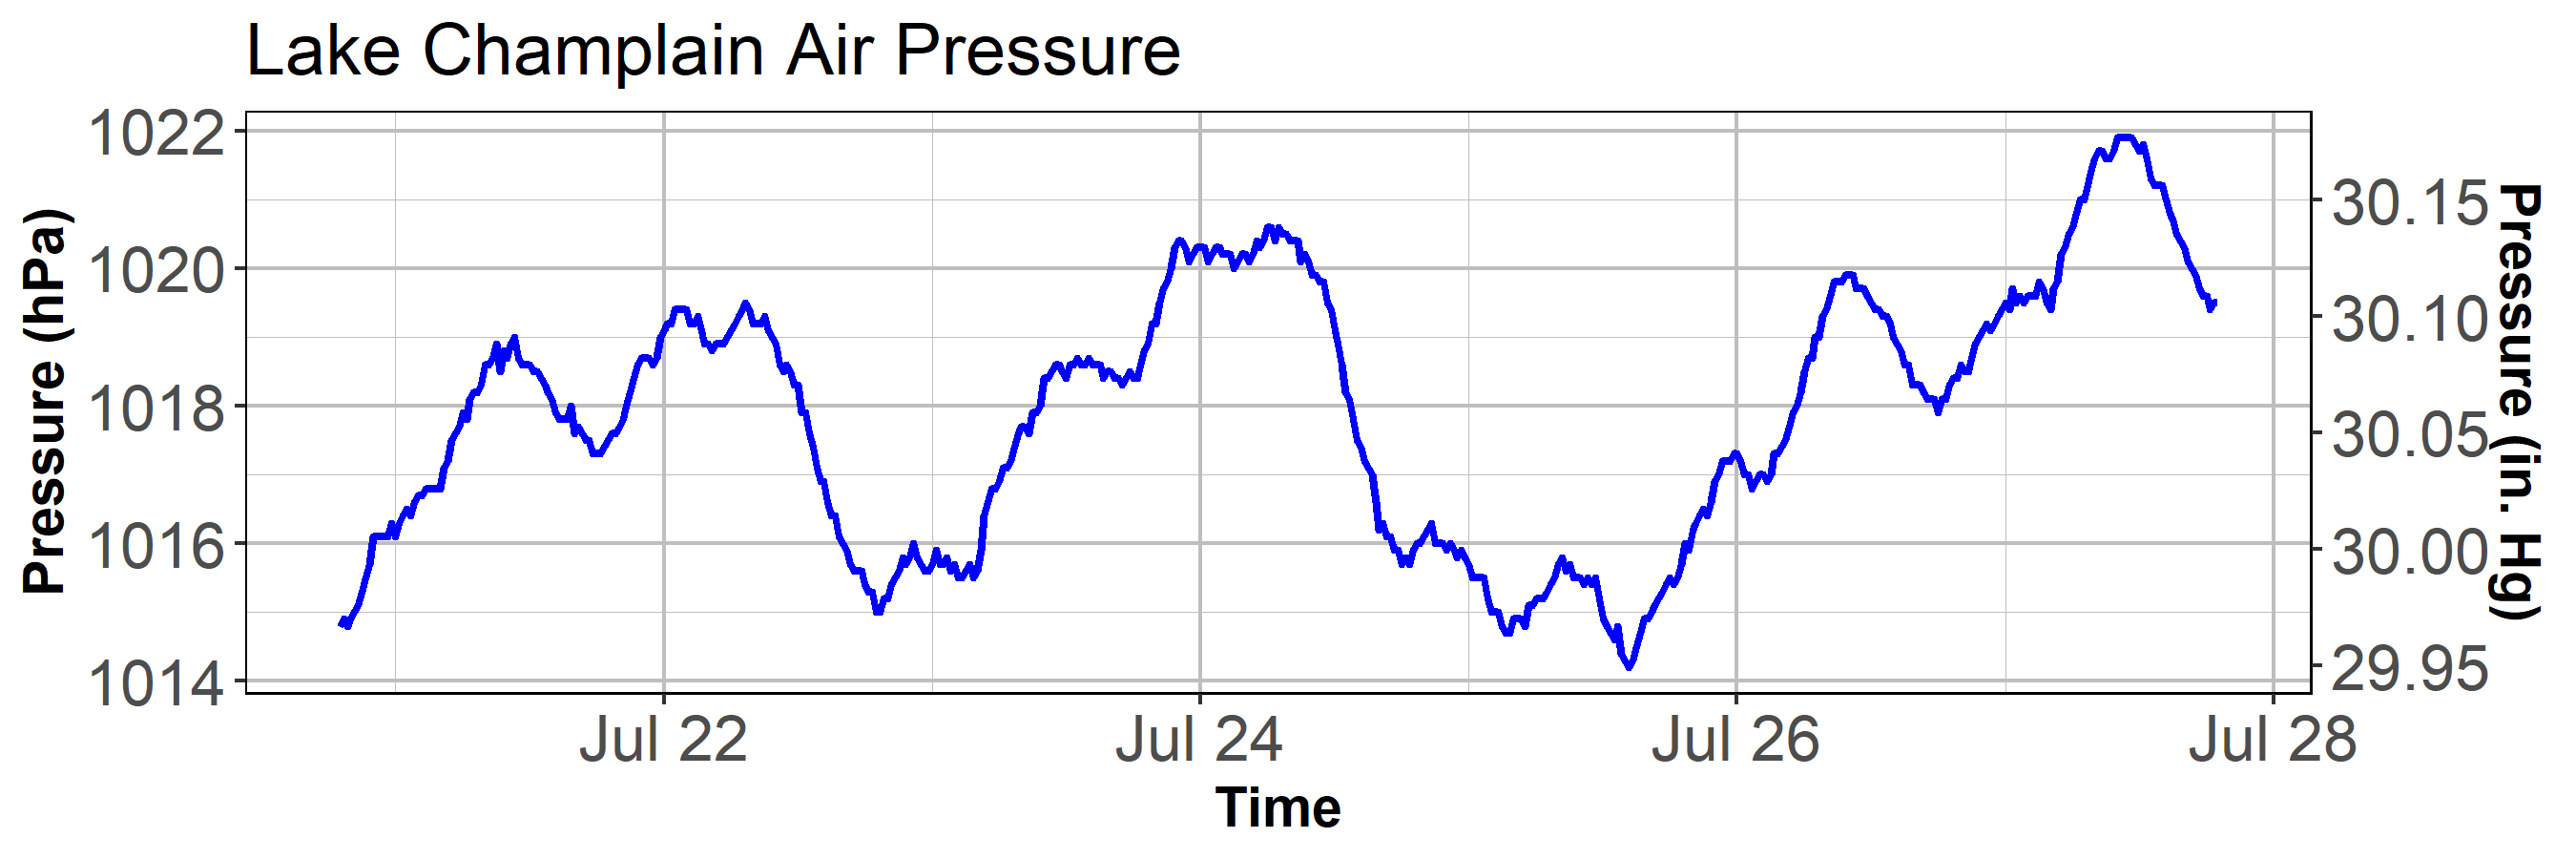 Lake Champlain Air Pressure
1022
1020
1018
1016
1014
Pressure (hPa)
30.15
30.10
30.05
30.00
29.95
Pressure (in. Hg)
Jul 22
Jul 24
Jul 26
Jul 28
Time